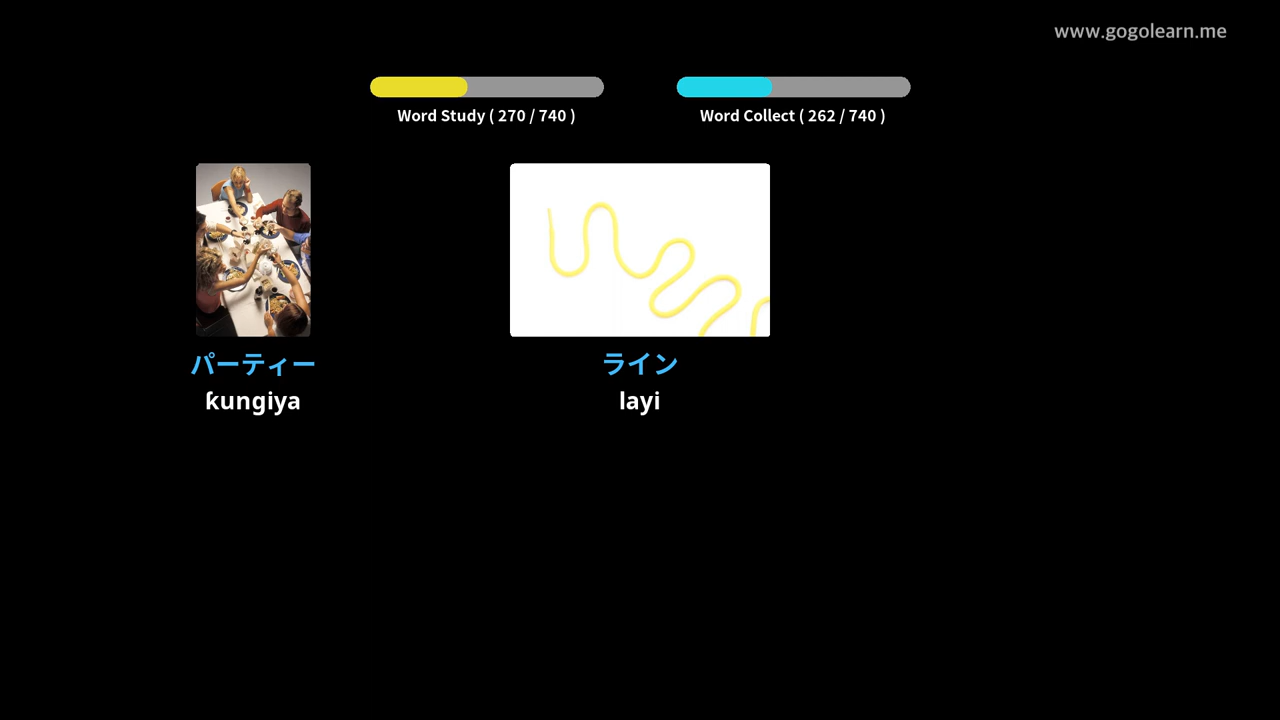 www.gogolearn.me
Word Study ( 270 / 740 )
Word Collect ( 262 / 740 )
パーティー
ƙungiya
ライン
layi